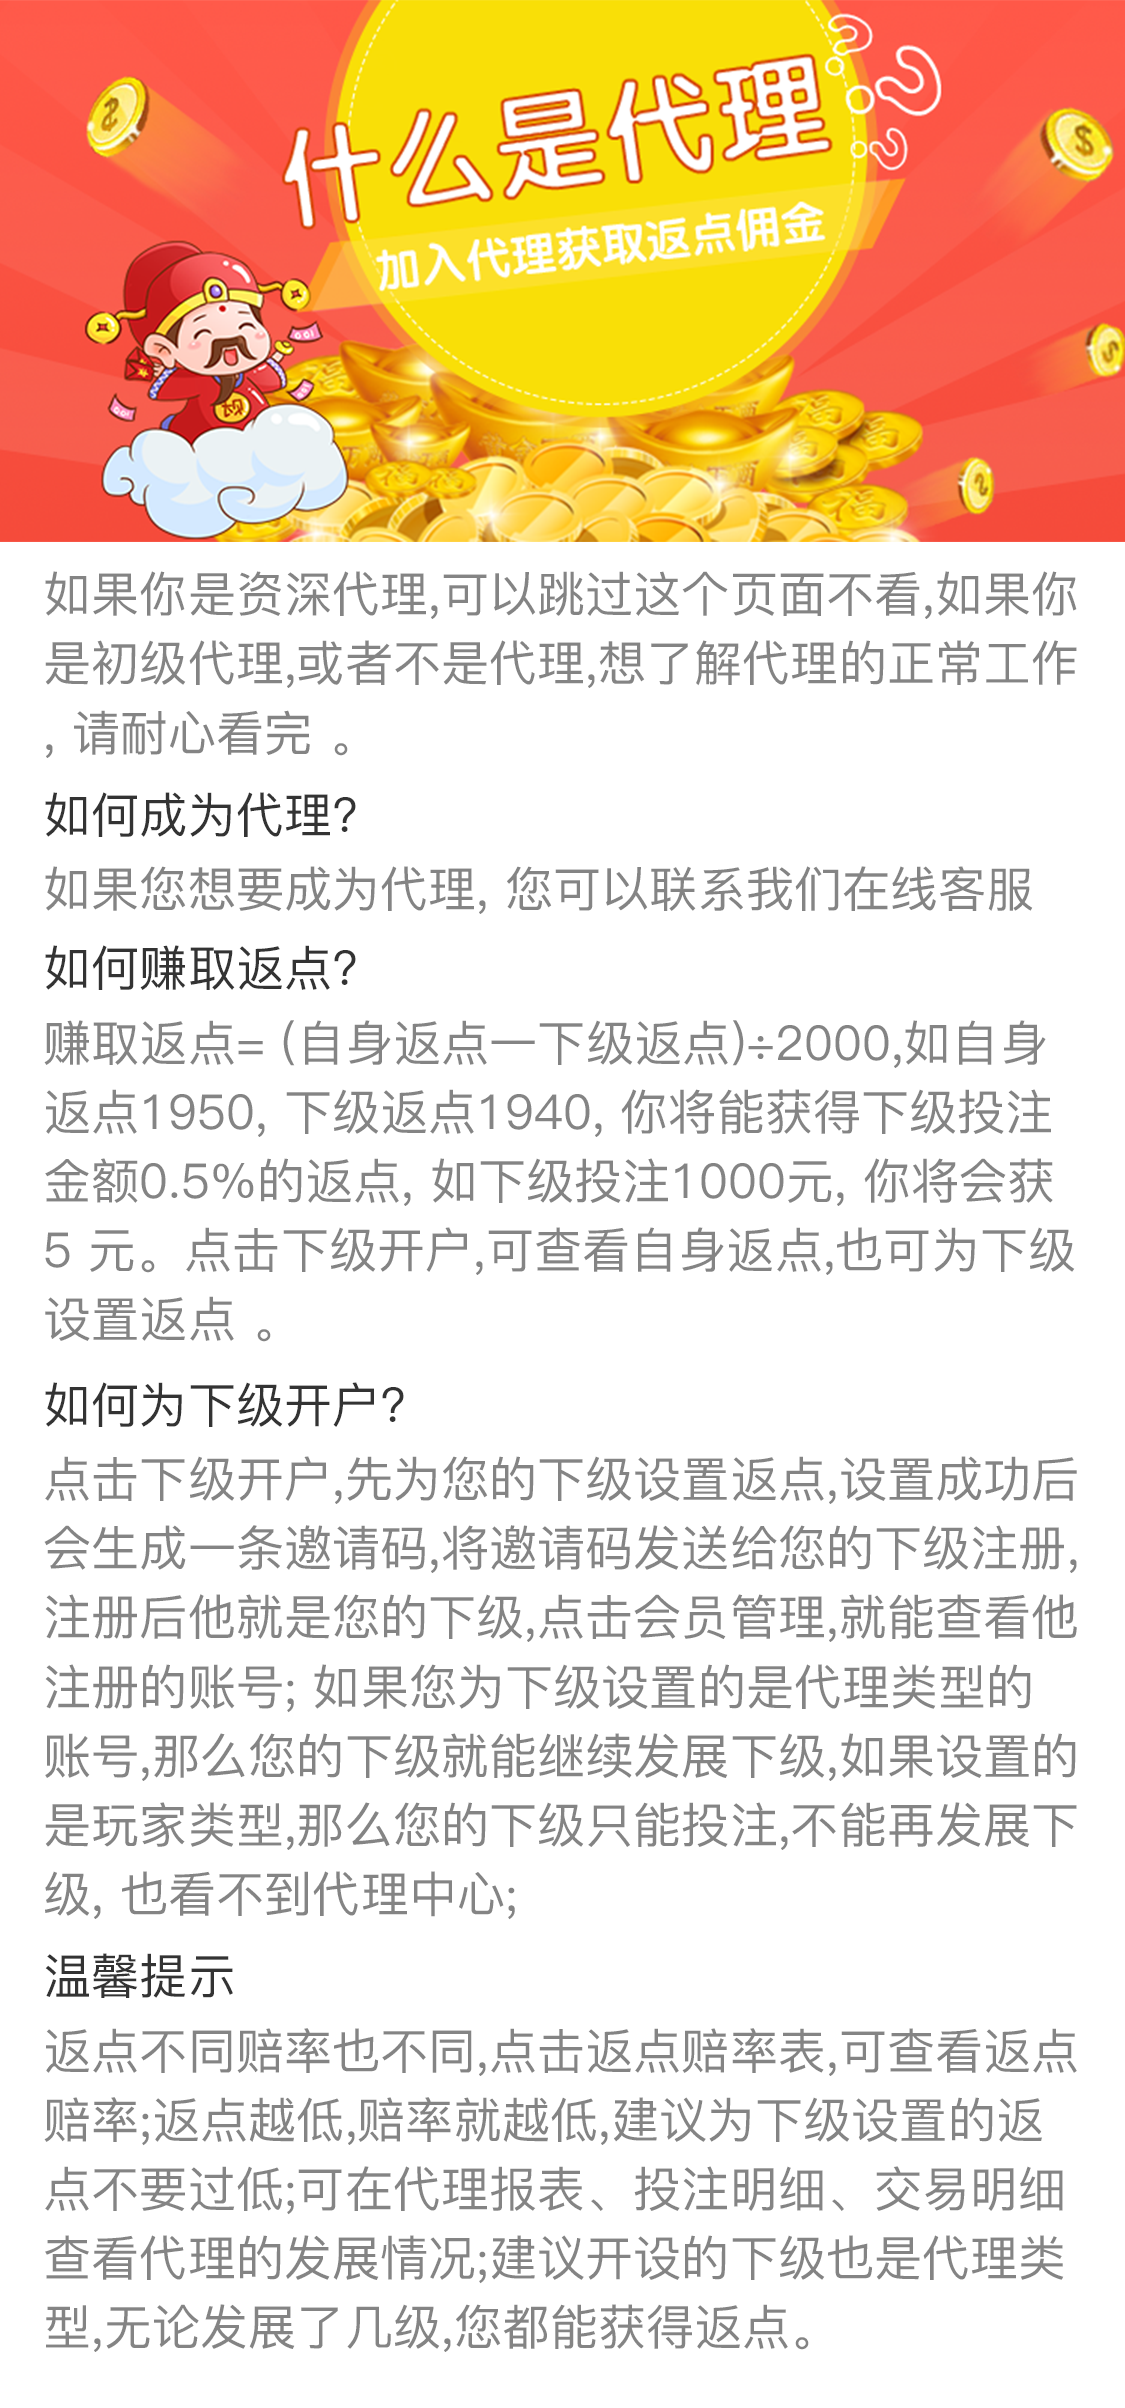 什么是代理
加入代理获取返点佣金
如果你是资深代理,可以跳过这个页面不看,如果你
是初级代理,或者不是代理,想了解代理的正常工作
, 请耐心看完 。
如何成为代理?
如果您想要成为代理, 您可以联系我们在线客服
如何赚取返点?
赚取返点= (自身返点一下级返点)÷2000,如自身
返点1950, 下级返点1940, 你将能获得下级投注
金额0.5%的返点, 如下级投注1000元, 你将会获
5 元。点击下级开户,可查看自身返点,也可为下级
设置返点 。
如何为下级开户?
点击下级开户,先为您的下级设置返点,设置成功后
会生成一条邀请码,将邀请码发送给您的下级注册,
注册后他就是您的下级,点击会员管理,就能查看他
注册的账号; 如果您为下级设置的是代理类型的
账号,那么您的下级就能继续发展下级,如果设置的
是玩家类型,那么您的下级只能投注,不能再发展下
级, 也看不到代理中心;
温馨提示
返点不同赔率也不同,点击返点赔率表,可查看返点
赔率;返点越低,赔率就越低,建议为下级设置的返
点不要过低;可在代理报表、投注明细、交易明细
查看代理的发展情况;建议开设的下级也是代理类
型,无论发展了几级,您都能获得返点。